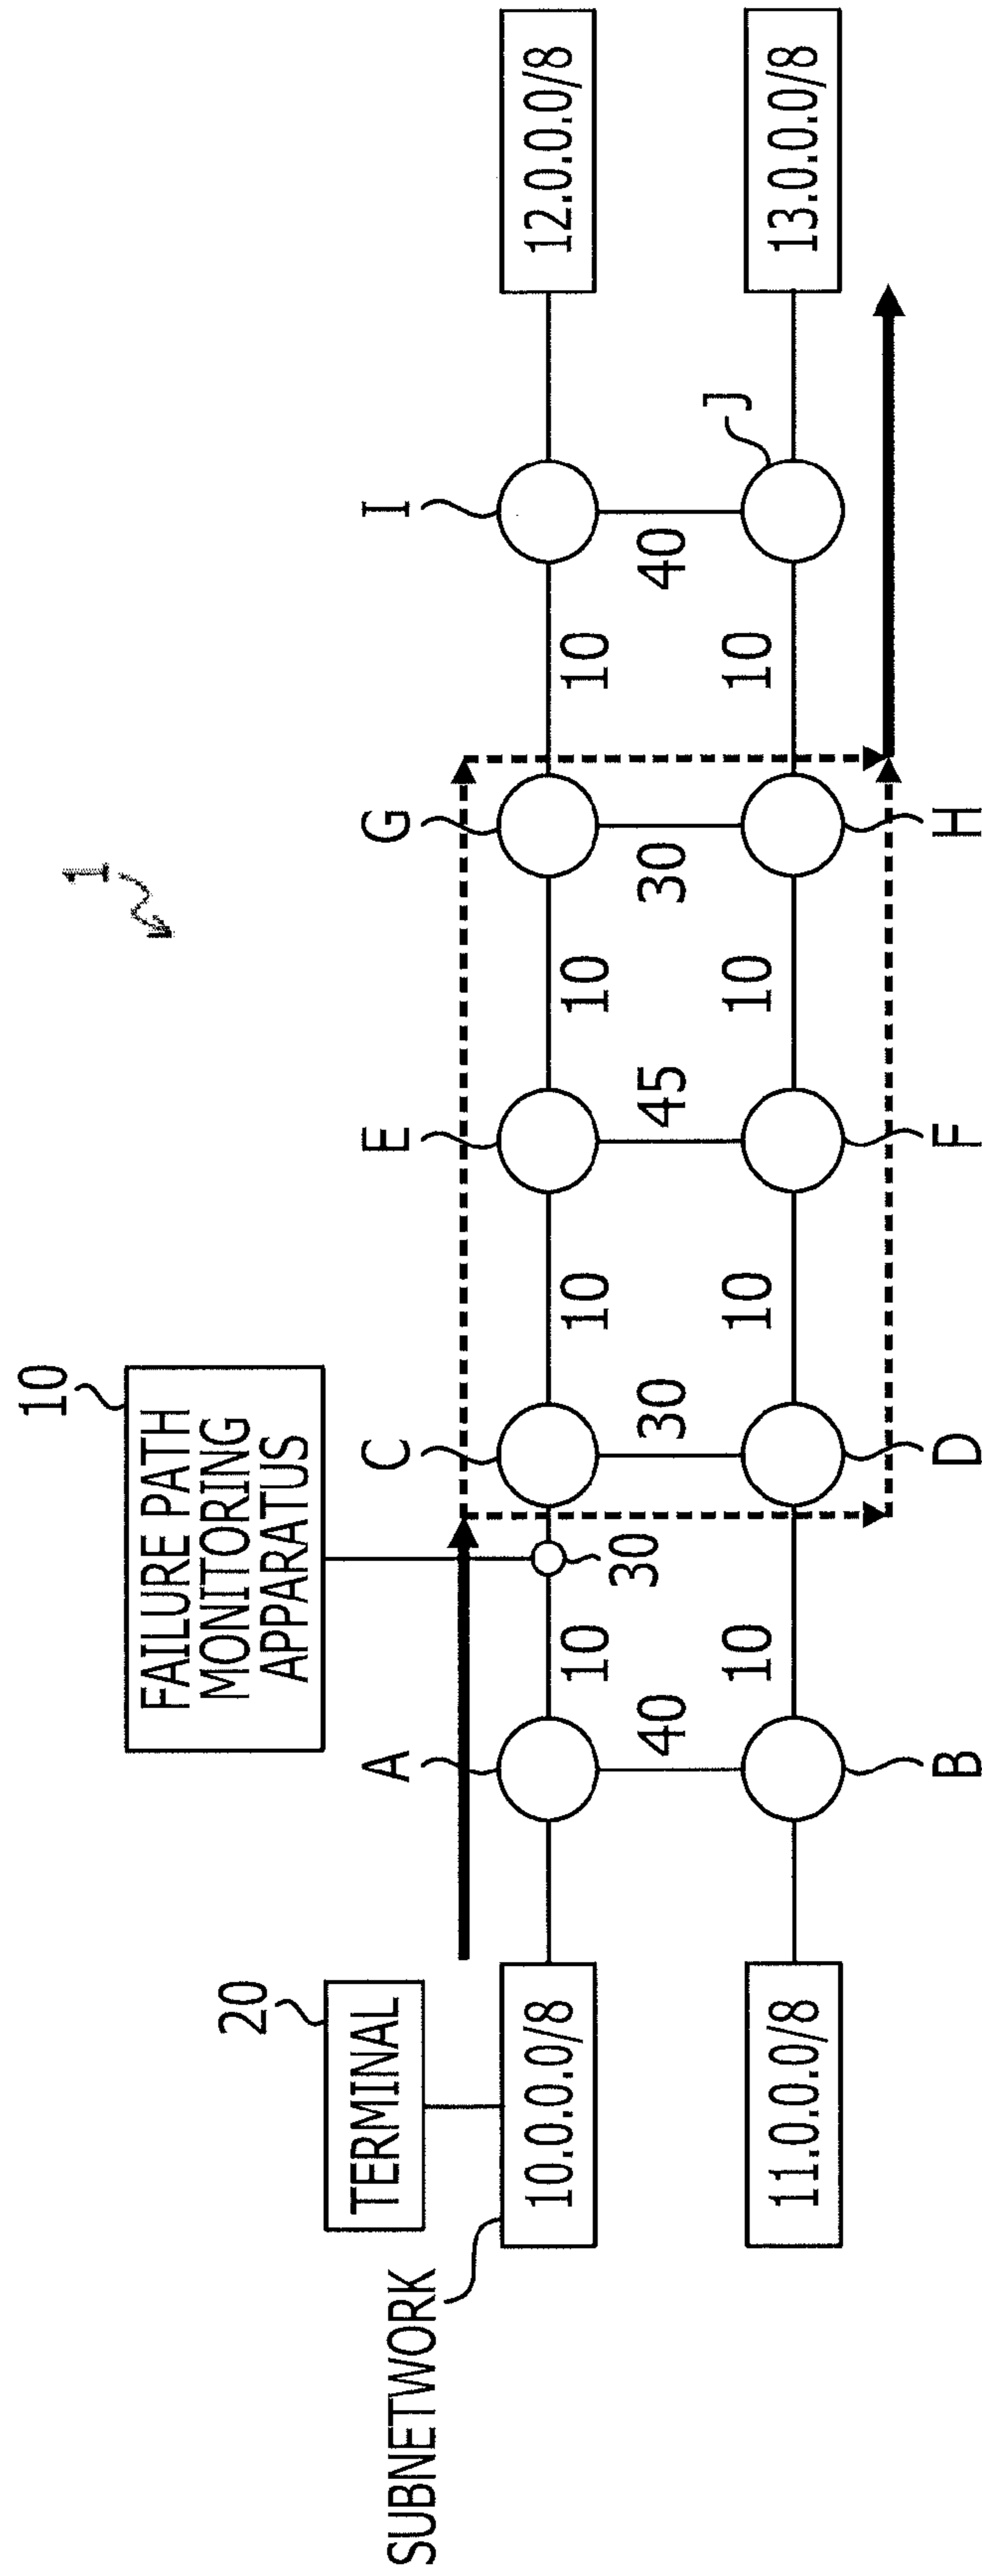 1
10
FAILURE PATH
MONITORING
APPARATUS
20
TERMINAL
SUBNETWORK
A
C
E
G
I
10.0.0.0/8
10
30
10
10
10
12.0.0.0/8
40
30
45
30
40
11.0.0.0/8
10
10
10
10
J
13.0.0.0/8
B
D
F
H